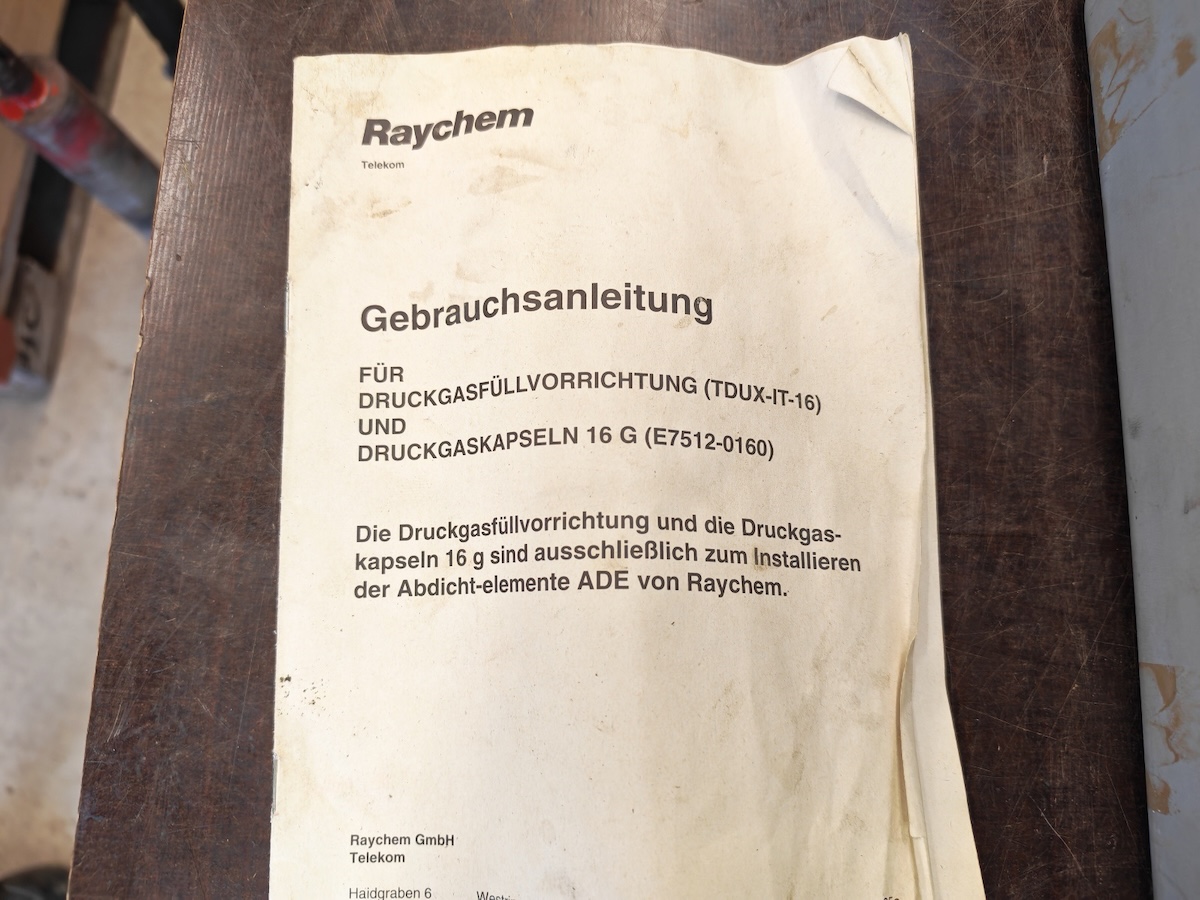 Raychem
Telekom
Gebrauchsanleitung
FÜR
DRUCKGASFÜLLVORRICHTUNG (TDUX-IT-16)
UND
DRUCKGASKAPSELN 16 G (E7512-0160)
Die Druckgasfüllvorrichtung und die Druckgas-
kapseln 16 g sind ausschließlich zum Installieren
der Abdicht-elemente ADE von Raychem.
Raychem GmbH
Telekom
Haidgraben 6